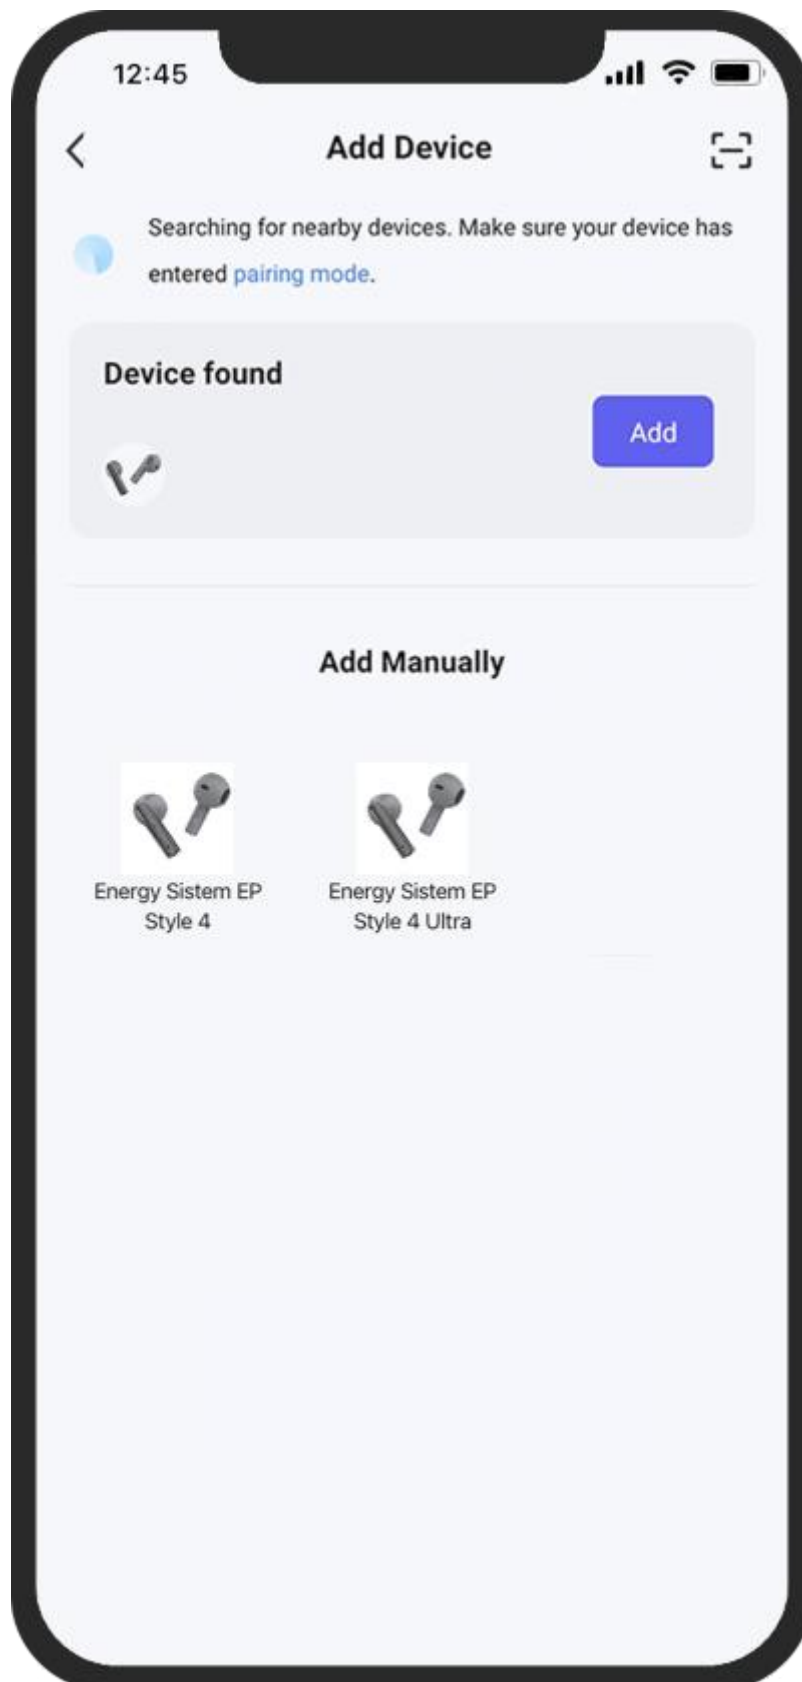 12:45
Add Device
Searching for nearby devices. Make sure your device has
entered pairing mode.
Device found
Add
Add Manually
Energy Sistem EP
Style 4
Energy Sistem EP
Style 4 Ultra